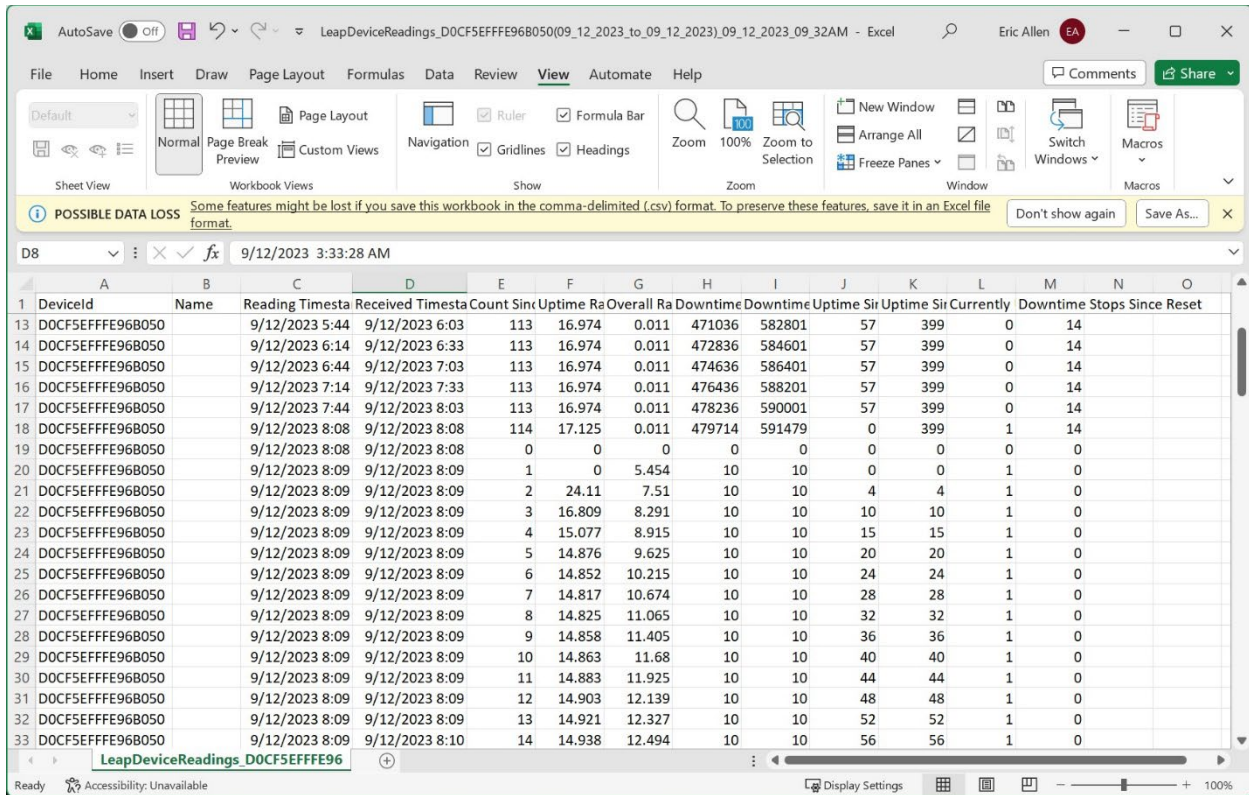 AutoSave Off LeapDeviceReadings_D0CF5EFFFE96B050(09_12_2023_to_09_12_2023)_09_12_2023_09_32AM - Excel Eric Allen EA
File Home Insert Draw Page Layout Formulas Data Review View Automate Help Comments Share
Default Normal Page Break Preview Page Layout Custom Views Navigation Ruler Formula Bar Gridlines Headings Zoom 100 100% Zoom to Selection New Window Arrange All Freeze Panes Switch Windows Macros
Sheet View Workbook Views Show Zoom Window Macros
POSSIBLE DATA LOSS Some features might be lost if you save this workbook in the comma-delimited (.csv) format. To preserve these features, save it in an Excel file format. Don't show again Save As...
D8 fx 9/12/2023 3:33:28 AM
A B C D E F G H I J K L M N O
1 DeviceId Name Reading Timesta Received Timesta Count Sinc Uptime Ra Overall Ra Downtime Downtime Uptime Sir Uptime Sir Currently Downtime Stops Since Reset
13 D0CF5EFFFE96B050 9/12/2023 5:44 9/12/2023 6:03 113 16.974 0.011 471036 582801 57 399 0 14
14 D0CF5EFFFE96B050 9/12/2023 6:14 9/12/2023 6:33 113 16.974 0.011 472836 584601 57 399 0 14
15 D0CF5EFFFE96B050 9/12/2023 6:44 9/12/2023 7:03 113 16.974 0.011 474636 586401 57 399 0 14
16 D0CF5EFFFE96B050 9/12/2023 7:14 9/12/2023 7:33 113 16.974 0.011 476436 588201 57 399 0 14
17 D0CF5EFFFE96B050 9/12/2023 7:44 9/12/2023 8:03 113 16.974 0.011 478236 590001 57 399 0 14
18 D0CF5EFFFE96B050 9/12/2023 8:08 9/12/2023 8:08 114 17.125 0.011 479714 591479 0 399 1 14
19 D0CF5EFFFE96B050 9/12/2023 8:08 9/12/2023 8:08 0 0 0 0 0 0 0 0 0
20 D0CF5EFFFE96B050 9/12/2023 8:09 9/12/2023 8:09 1 0 5.454 10 10 0 0 1 0
21 D0CF5EFFFE96B050 9/12/2023 8:09 9/12/2023 8:09 2 24.11 7.51 10 10 4 4 1 0
22 D0CF5EFFFE96B050 9/12/2023 8:09 9/12/2023 8:09 3 16.809 8.291 10 10 10 10 1 0
23 D0CF5EFFFE96B050 9/12/2023 8:09 9/12/2023 8:09 4 15.077 8.915 10 10 15 15 1 0
24 D0CF5EFFFE96B050 9/12/2023 8:09 9/12/2023 8:09 5 14.876 9.625 10 10 20 20 1 0
25 D0CF5EFFFE96B050 9/12/2023 8:09 9/12/2023 8:09 6 14.852 10.215 10 10 24 24 1 0
26 D0CF5EFFFE96B050 9/12/2023 8:09 9/12/2023 8:09 7 14.817 10.674 10 10 28 28 1 0
27 D0CF5EFFFE96B050 9/12/2023 8:09 9/12/2023 8:09 8 14.825 11.065 10 10 32 32 1 0
28 D0CF5EFFFE96B050 9/12/2023 8:09 9/12/2023 8:09 9 14.858 11.405 10 10 36 36 1 0
29 D0CF5EFFFE96B050 9/12/2023 8:09 9/12/2023 8:09 10 14.863 11.68 10 10 40 40 1 0
30 D0CF5EFFFE96B050 9/12/2023 8:09 9/12/2023 8:09 11 14.883 11.925 10 10 44 44 1 0
31 D0CF5EFFFE96B050 9/12/2023 8:09 9/12/2023 8:09 12 14.903 12.139 10 10 48 48 1 0
32 D0CF5EFFFE96B050 9/12/2023 8:09 9/12/2023 8:09 13 14.921 12.327 10 10 52 52 1 0
33 D0CF5EFFFE96B050 9/12/2023 8:09 9/12/2023 8:10 14 14.938 12.494 10 10 56 56 1 0
LeapDeviceReadings_D0CF5EFFFE96
Ready Accessibility: Unavailable Display Settings 100%